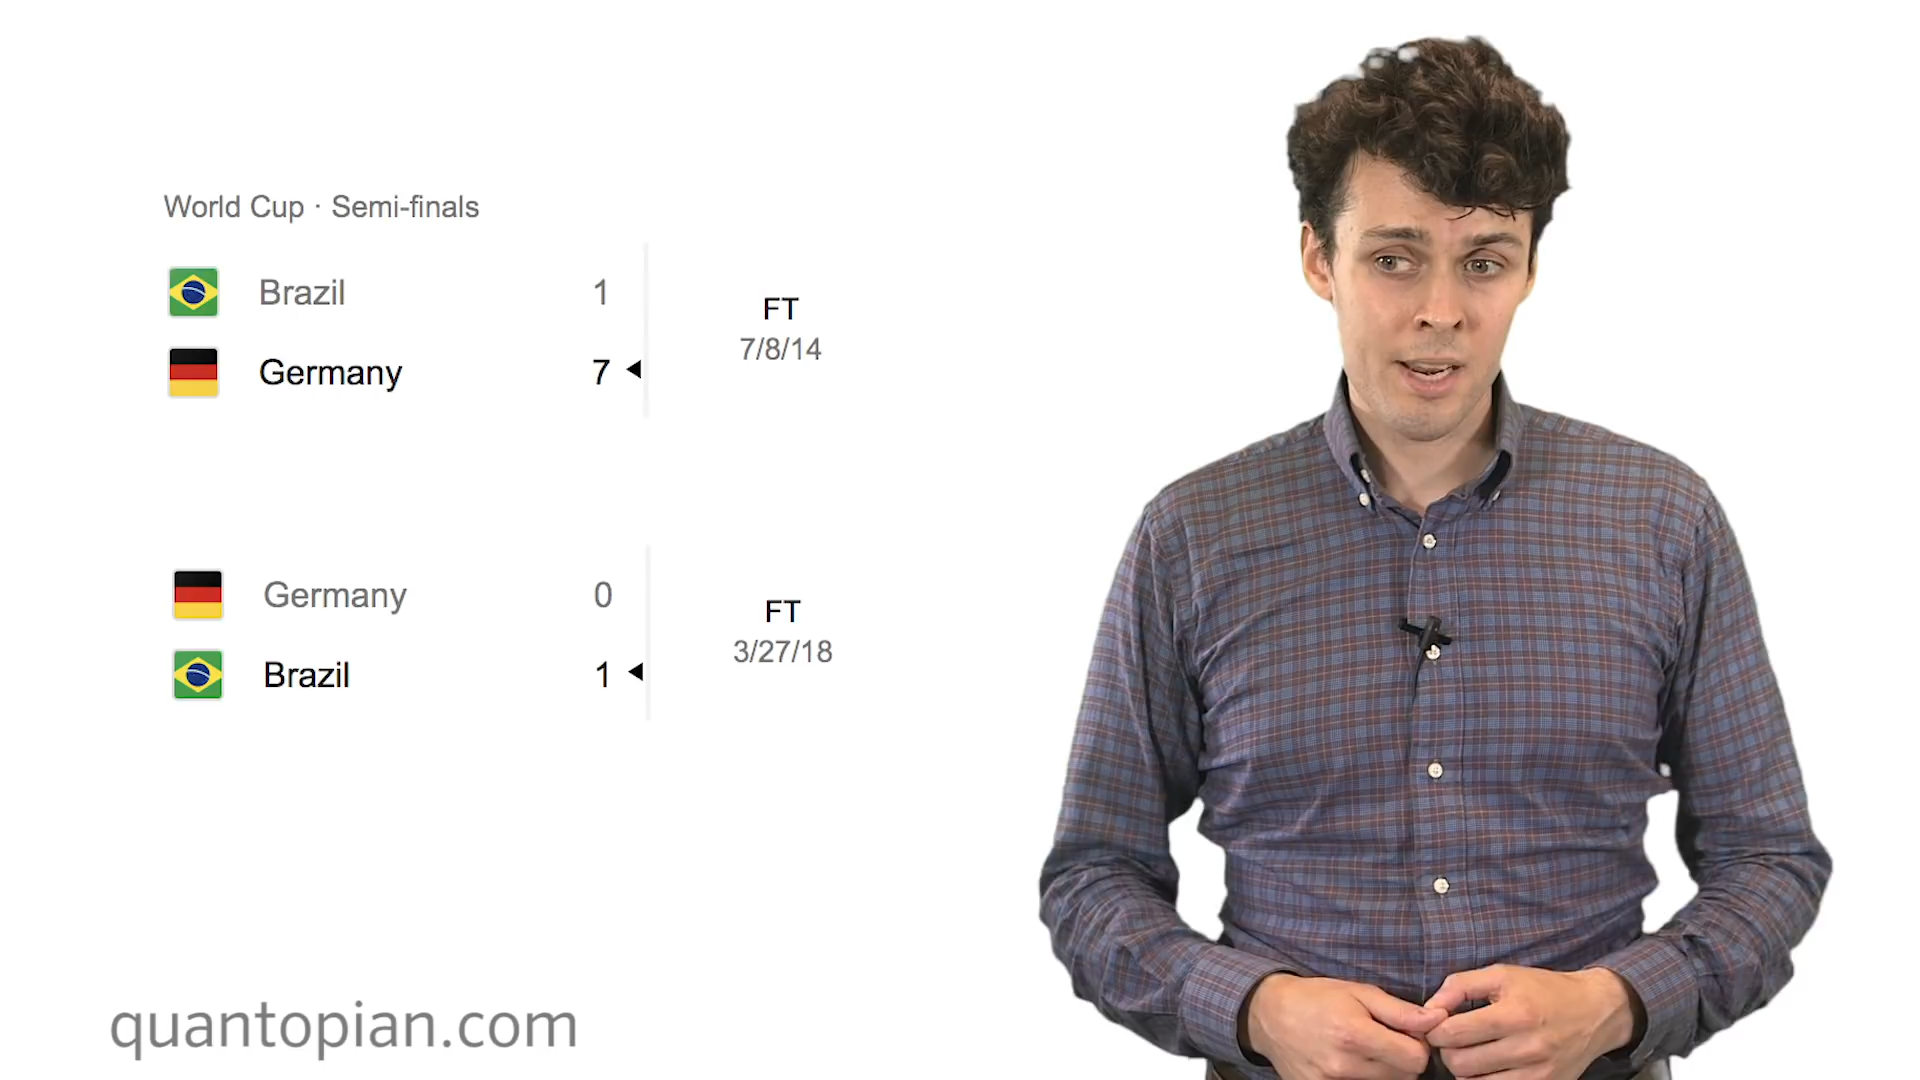 World Cup · Semi-finals
Brazil 1
Germany 7
FT
7/8/14
Germany 0
Brazil 1
FT
3/27/18
quantopian.com